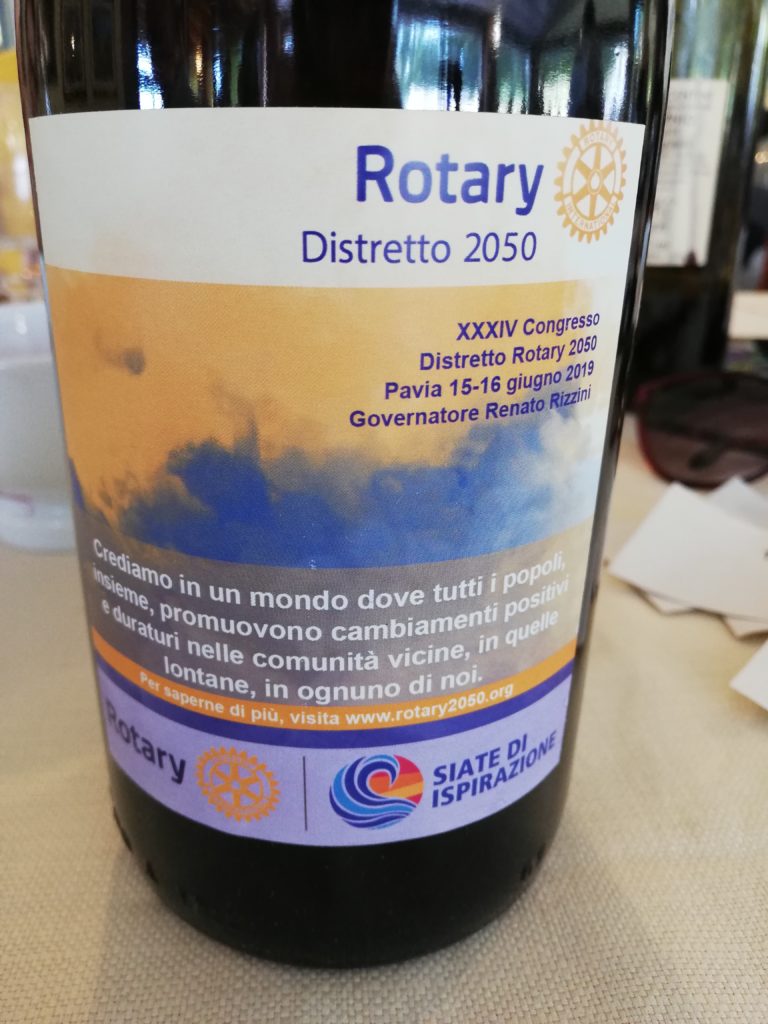 Rotary
ROTARY
INTERNATIONAL
Distretto 2050
XXXIV Congresso
Distretto Rotary 2050
Pavia 15-16 giugno 2019
Governatore Renato Rizzini
Crediamo in un mondo dove tutti i popoli,
insieme, promuovono cambiamenti positivi
e duraturi nelle comunità vicine, in quelle
lontane, in ognuno di noi.
Per saperne di più, visita www.rotary2050.org
Rotary
SIATE DI
ISPIRAZIONE